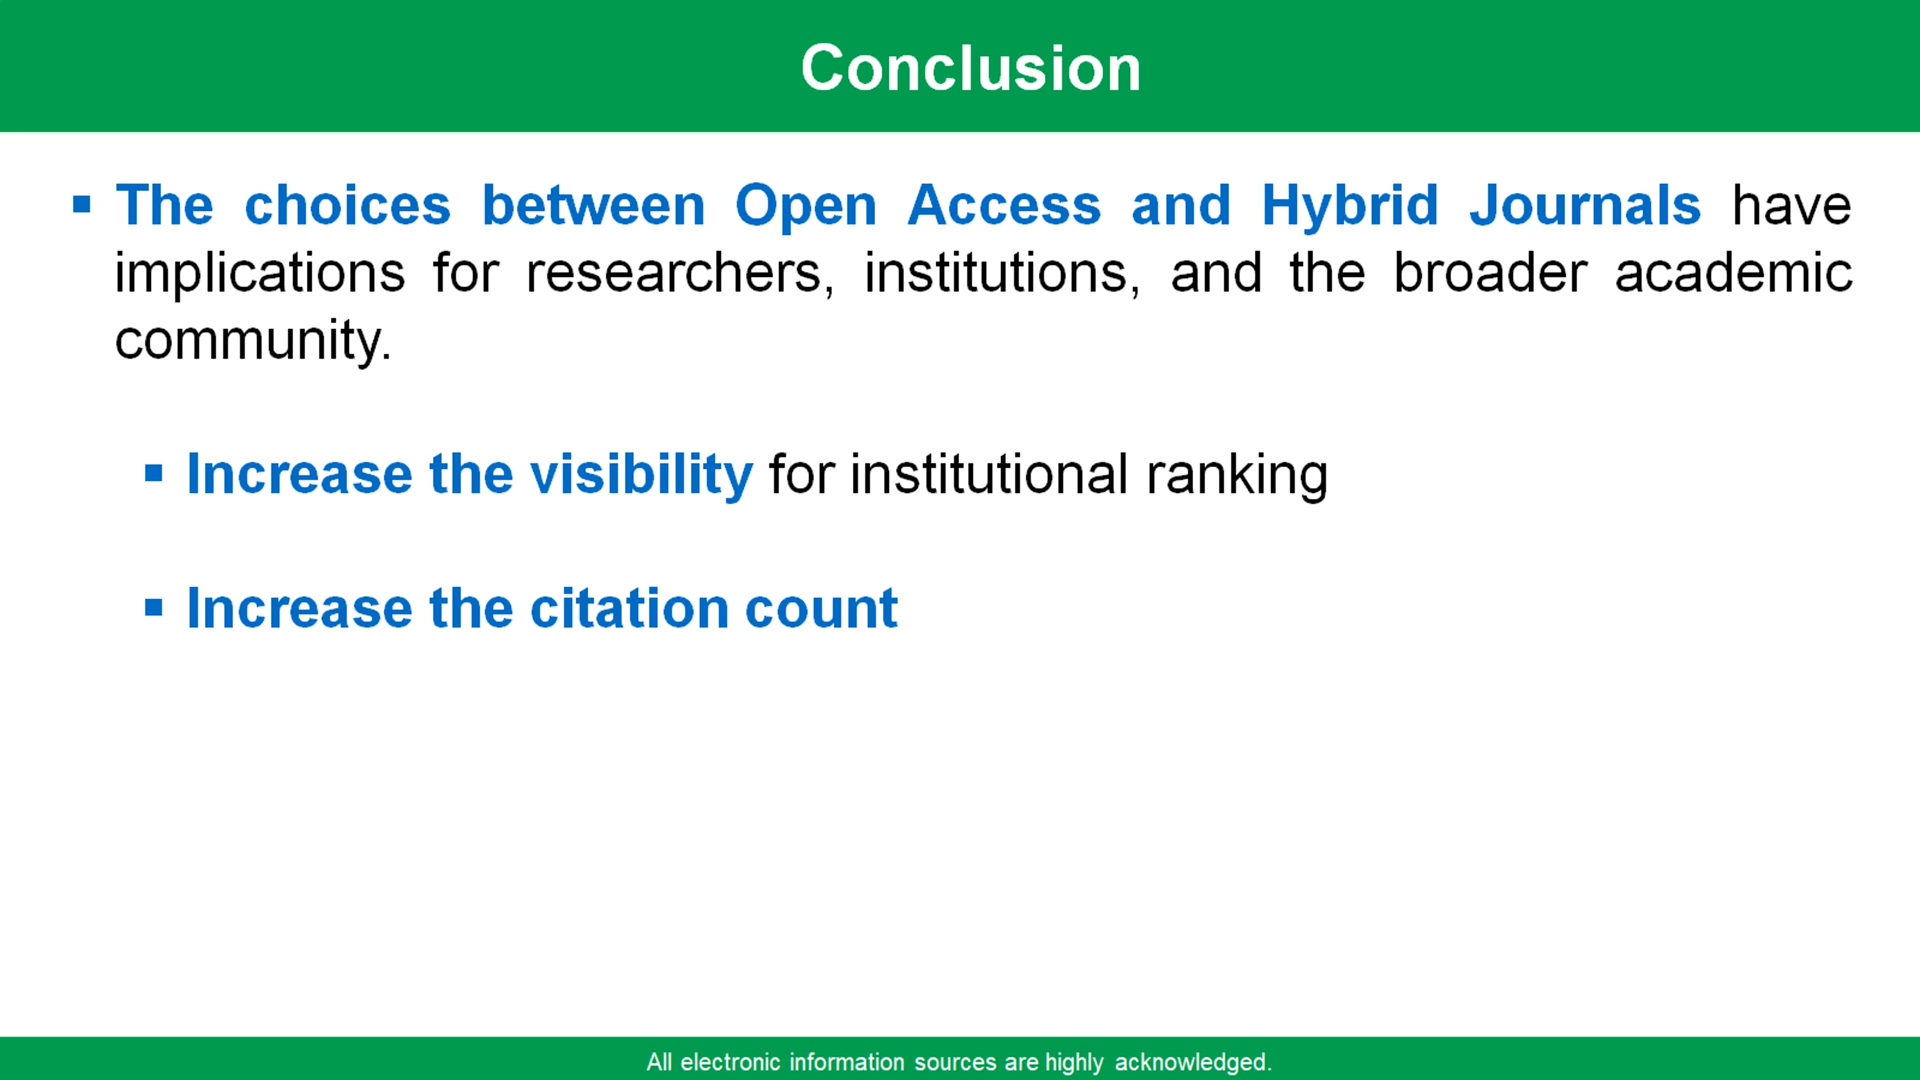 Conclusion
▪ The choices between Open Access and Hybrid Journals have
implications for researchers, institutions, and the broader academic
community.
▪ Increase the visibility for institutional ranking
▪ Increase the citation count
All electronic information sources are highly acknowledged.